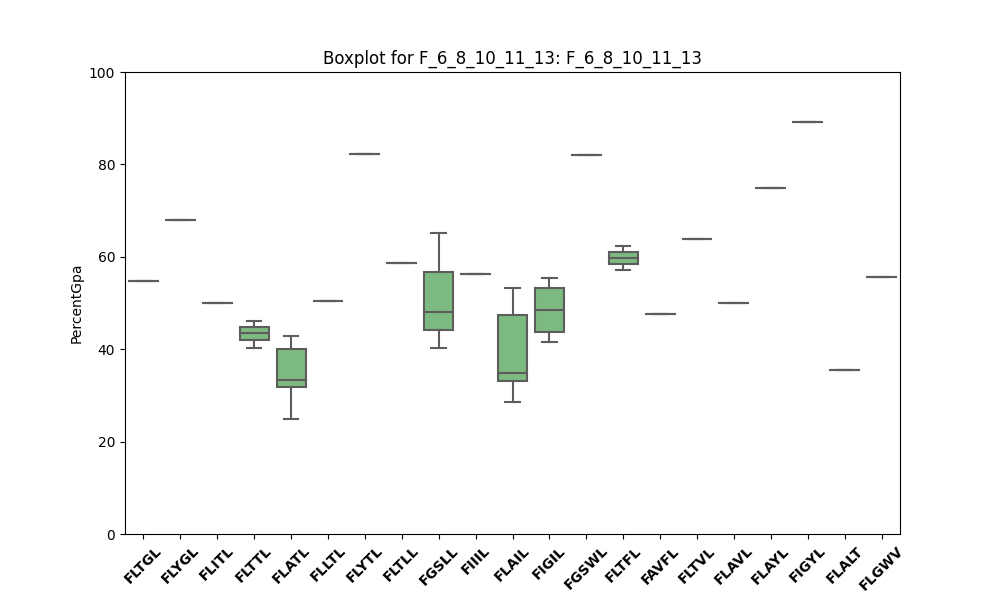 Boxplot for F_6_8_10_11_13: F_6_8_10_11_13
100
80
60
40
20
0
PercentGpa
FLTGL
FLYGL
FLITL
FLTTL
FLATL
FLLTL
FLYTL
FLTLL
FGSLL
FIIIL
FLAIL
FIGIL
FGSWL
FLTFL
FAVFL
FLTVL
FLAVL
FLAYL
FIGYL
FLALT
FLGWV